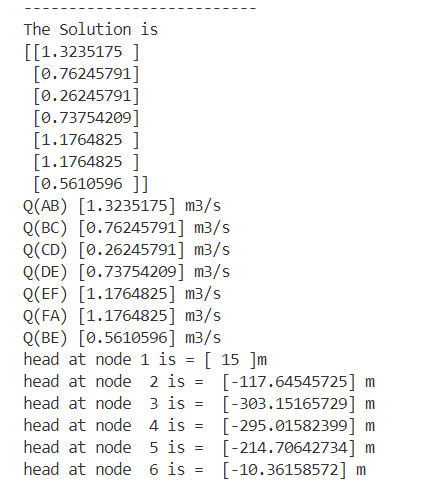 --------------------------
The Solution is
[[1.3235175 ]
 [0.76245791]
 [0.26245791]
 [0.73754209]
 [1.1764825 ]
 [1.1764825 ]
 [0.5610596 ]]
Q(AB) [1.3235175] m3/s
Q(BC) [0.76245791] m3/s
Q(CD) [0.26245791] m3/s
Q(DE) [0.73754209] m3/s
Q(EF) [1.1764825] m3/s
Q(FA) [1.1764825] m3/s
Q(BE) [0.5610596] m3/s
head at node 1 is = [ 15 ]m
head at node  2 is =  [-117.64545725] m
head at node  3 is =  [-303.15165729] m
head at node  4 is =  [-295.01582399] m
head at node  5 is =  [-214.70642734] m
head at node  6 is =  [-10.36158572] m